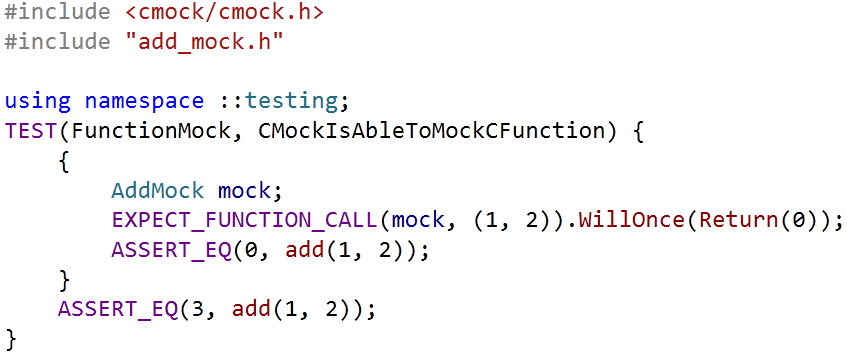 #include <cmock/cmock.h>
#include "add_mock.h"
using namespace ::testing;
TEST(FunctionMock, CMockIsAbleToMockCFunction) {
{
AddMock mock;
EXPECT_FUNCTION_CALL(mock, (1, 2)).WillOnce(Return(0));
ASSERT_EQ(0, add(1, 2));
}
ASSERT_EQ(3, add(1, 2));
}